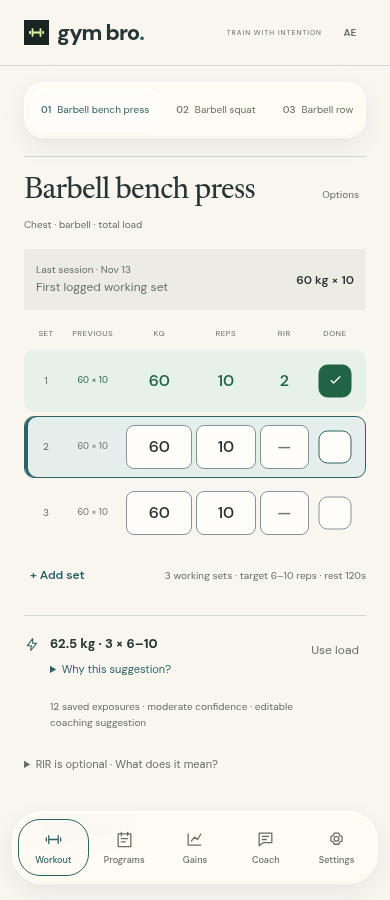 gym bro.
TRAIN WITH INTENTION
AE
01 Barbell bench press
02 Barbell squat
03 Barbell row
Barbell bench press
Options
Chest · barbell · total load
Last session · Nov 13
First logged working set
60 kg × 10
SET PREVIOUS KG REPS RIR DONE
1 60 × 10 60 10 2
2 60 × 10 60 10 —
3 60 × 10 60 10 —
+ Add set
3 working sets · target 6–10 reps · rest 120s
62.5 kg · 3 × 6–10
Use load
Why this suggestion?
12 saved exposures · moderate confidence · editable
coaching suggestion
RIR is optional · What does it mean?
Workout Programs Gains Coach Settings